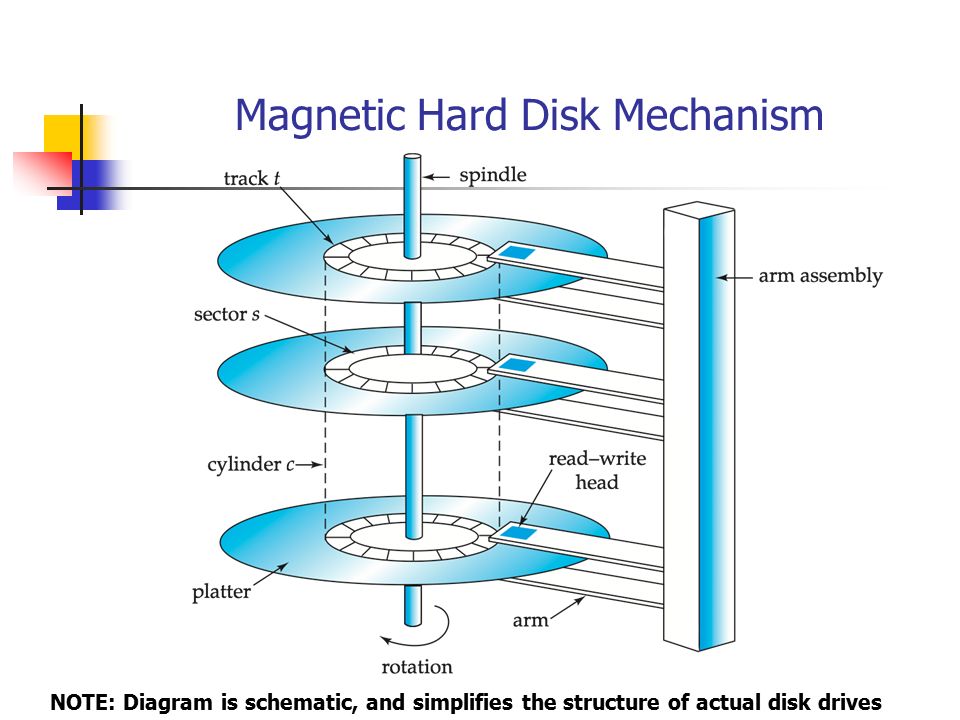 Magnetic Hard Disk Mechanism
track t
spindle
arm assembly
sector s
cylinder c
read–write
head
platter
arm
rotation
NOTE: Diagram is schematic, and simplifies the structure of actual disk drives